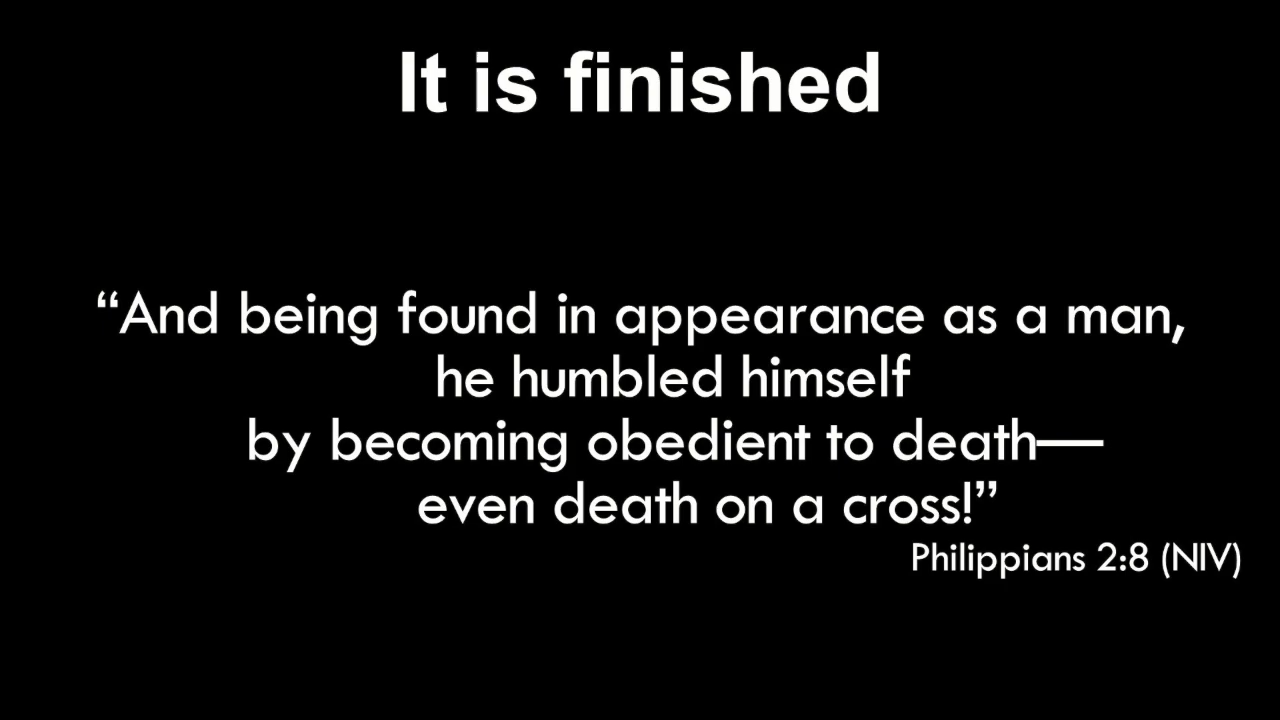 It is finished
“And being found in appearance as a man,
he humbled himself
by becoming obedient to death—
even death on a cross!”
Philippians 2:8 (NIV)